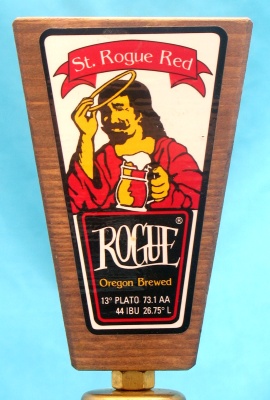 St. Rogue Red
ROGUE®
Oregon Brewed
13° PLATO 73.1 AA
44 IBU 26.75° L